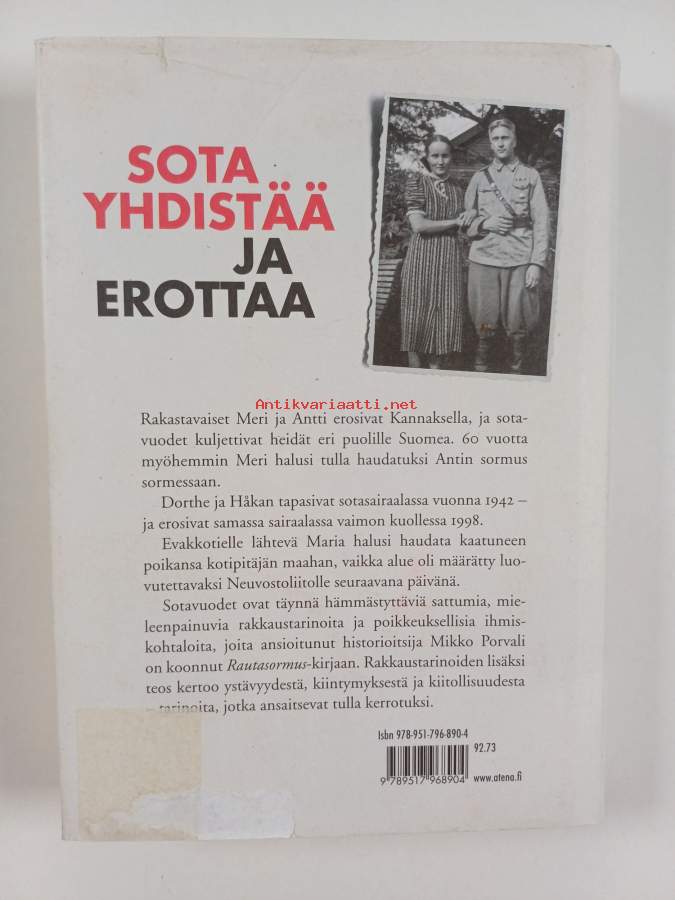 SOTA
YHDISTÄÄ
JA
EROTTAA
Antikvariaatti.net
Rakastavaiset Meri ja Antti erosivat Kannaksella, ja sota-
vuodet kuljettivat heidät eri puolille Suomea. 60 vuotta
myöhemmin Meri halusi tulla haudatuksi Antin sormus
sormessaan.
Dorthe ja Håkan tapasivat sotasairaalassa vuonna 1942 –
ja erosivat samassa sairaalassa vaimon kuollessa 1998.
Evakkotielle lähtevä Maria halusi haudata kaatuneen
poikansa kotipitäjän maahan, vaikka alue oli määrätty luo-
vutettavaksi Neuvostoliitolle seuraavana päivänä.
Sotavuodet ovat täynnä hämmästyttäviä sattumia, mie-
leenpainuvia rakkaustarinoita ja poikkeuksellisia ihmis-
kohtaloita, joita ansioitunut historioitsija Mikko Porvali
on koonnut Rautasormus-kirjaan. Rakkaustarinoiden lisäksi
teos kertoo ystävyydestä, kiintymyksestä ja kiitollisuudesta
– tarinoita, jotka ansaitsevat tulla kerrotuksi.
Isbn 978-951-796-890-4
92.73
9 789517 968904
www.atena.fi